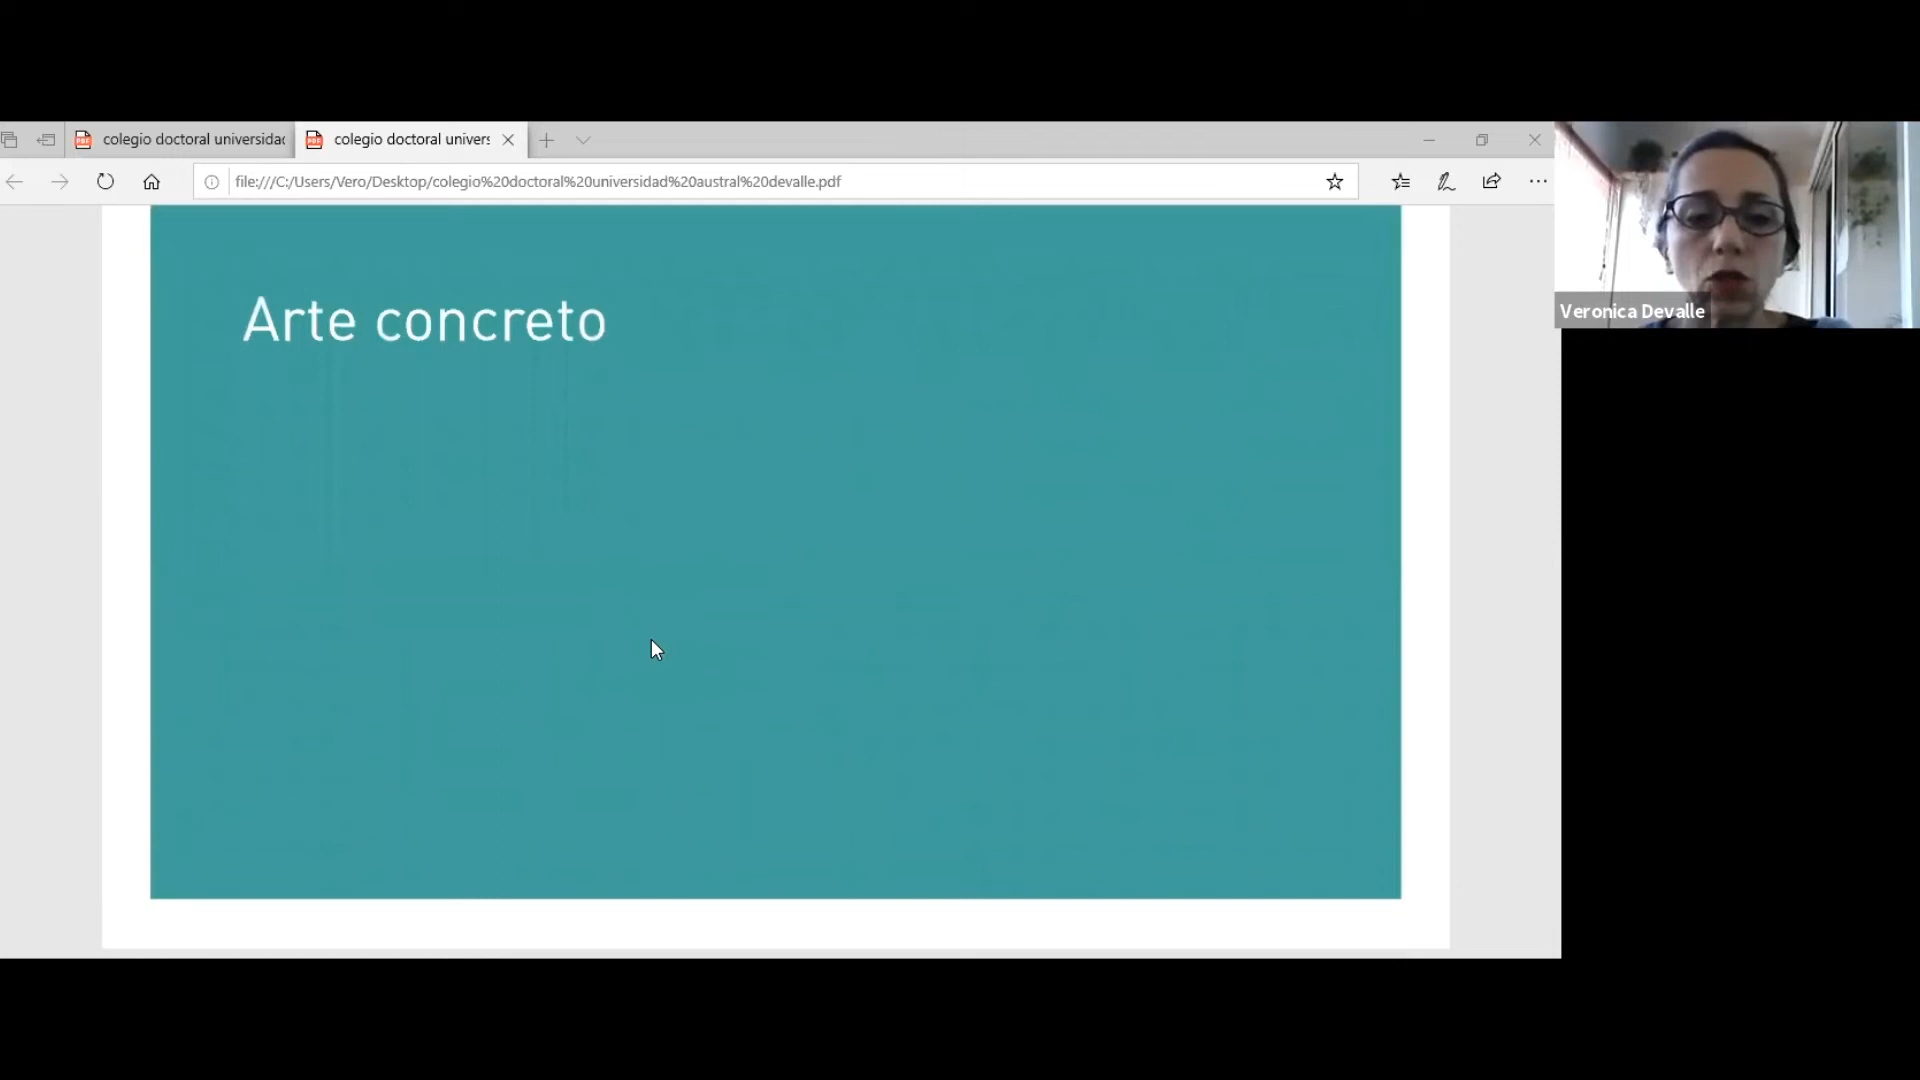 colegio doctoral universidad
colegio doctoral univers
file:///C:/Users/Vero/Desktop/colegio%20doctoral%20universidad%20austral%20devalle.pdf
Arte concreto
Veronica Devalle